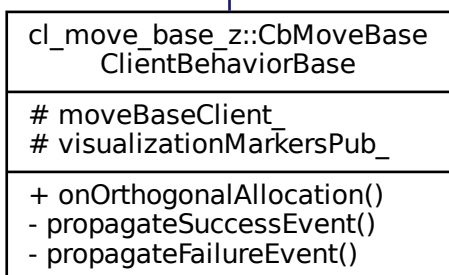 cl_move_base_z::CbMoveBase
ClientBehaviorBase
# moveBaseClient_
# visualizationMarkersPub_
+ onOrthogonalAllocation()
- propagateSuccessEvent()
- propagateFailureEvent()